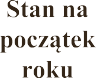 Stan na
początek
roku